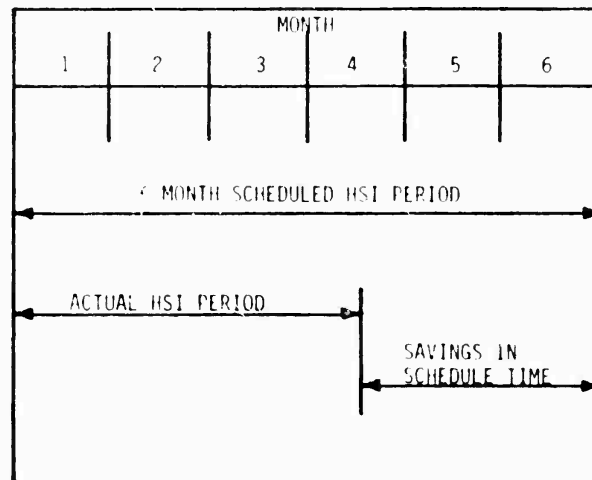 MONTH
1 2 3 4 5 6
MONTH SCHEDULED HSI PERIOD
ACTUAL HSI PERIOD
SAVINGS IN
SCHEDULE TIME